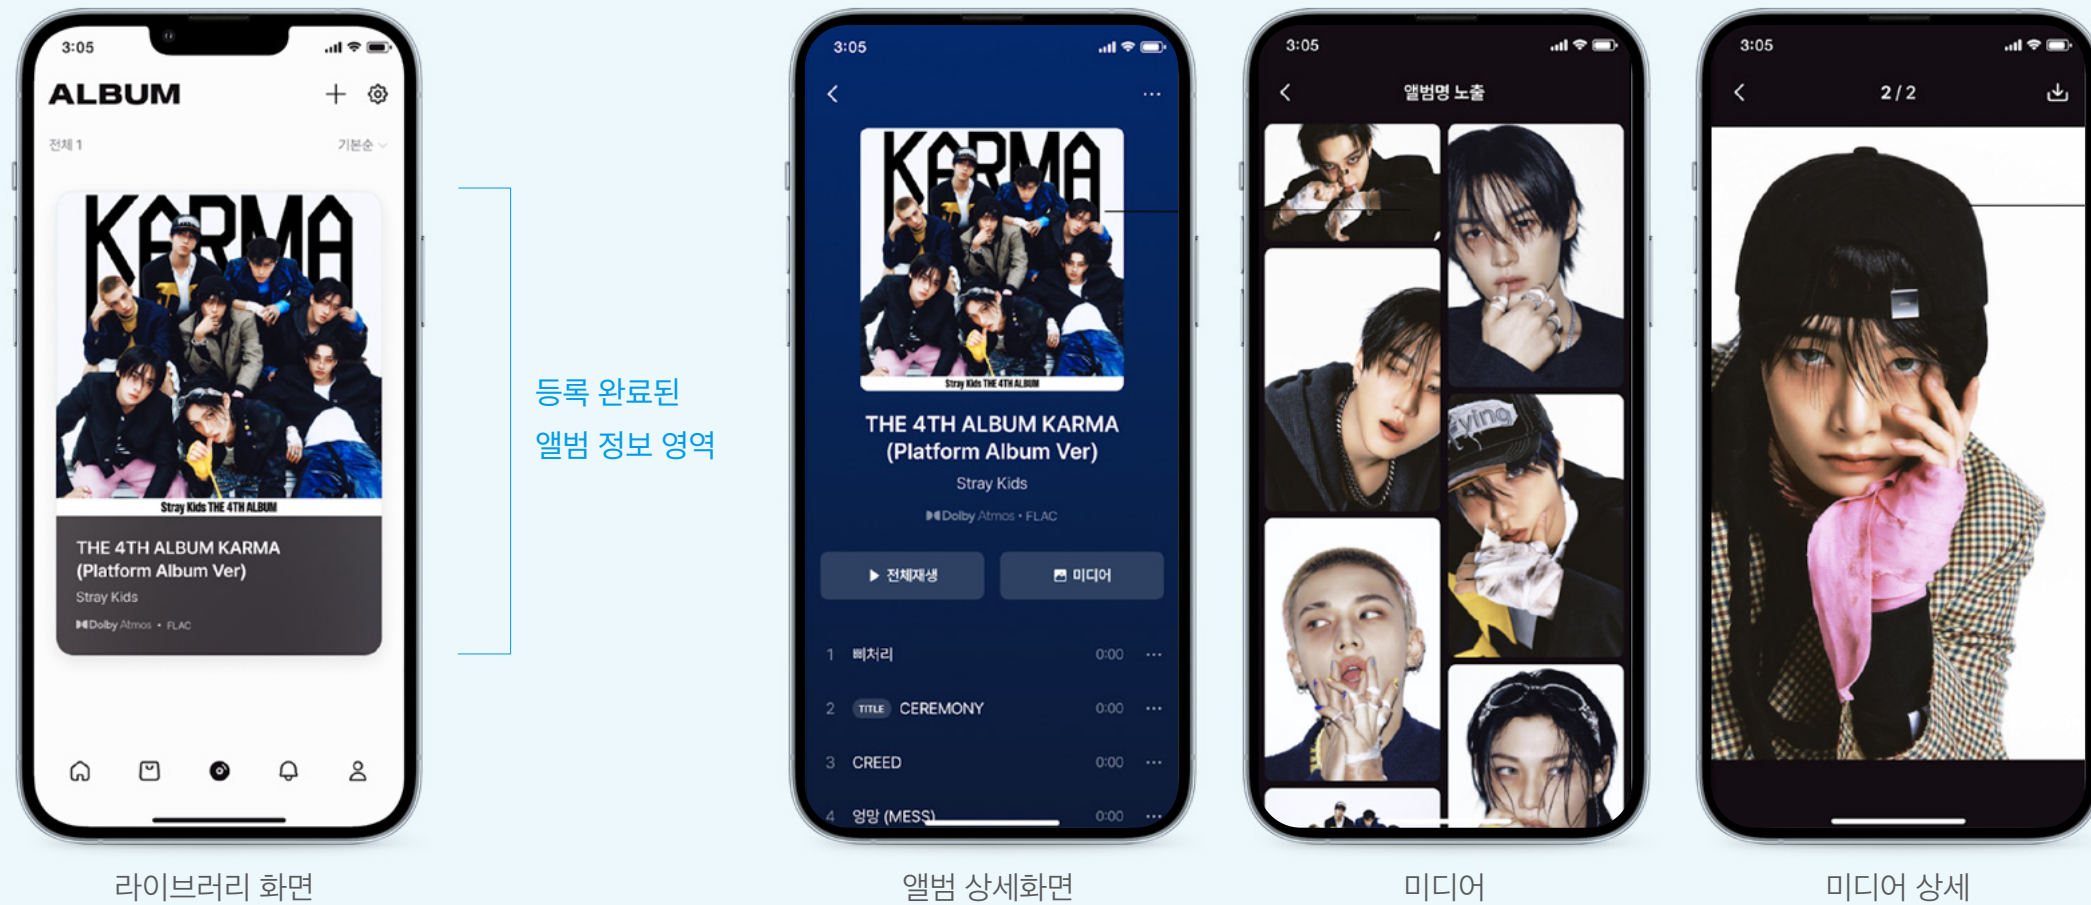 3:05
ALBUM
전체 1
기본순
KARMA
Stray Kids THE 4TH ALBUM
THE 4TH ALBUM KARMA
(Platform Album Ver)
Stray Kids
Dolby Atmos • FLAC
라이브러리 화면
등록 완료된
앨범 정보 영역
3:05
KARMA
Stray Kids THE 4TH ALBUM
THE 4TH ALBUM KARMA
(Platform Album Ver)
Stray Kids
Dolby Atmos • FLAC
전체재생
미디어
1 삐처리 0:00
2 TITLE CEREMONY 0:00
3 CREED 0:00
4 엉망 (MESS) 0:00
앨범 상세화면
3:05
앨범명 노출
ying
미디어
3:05
2 / 2
미디어 상세